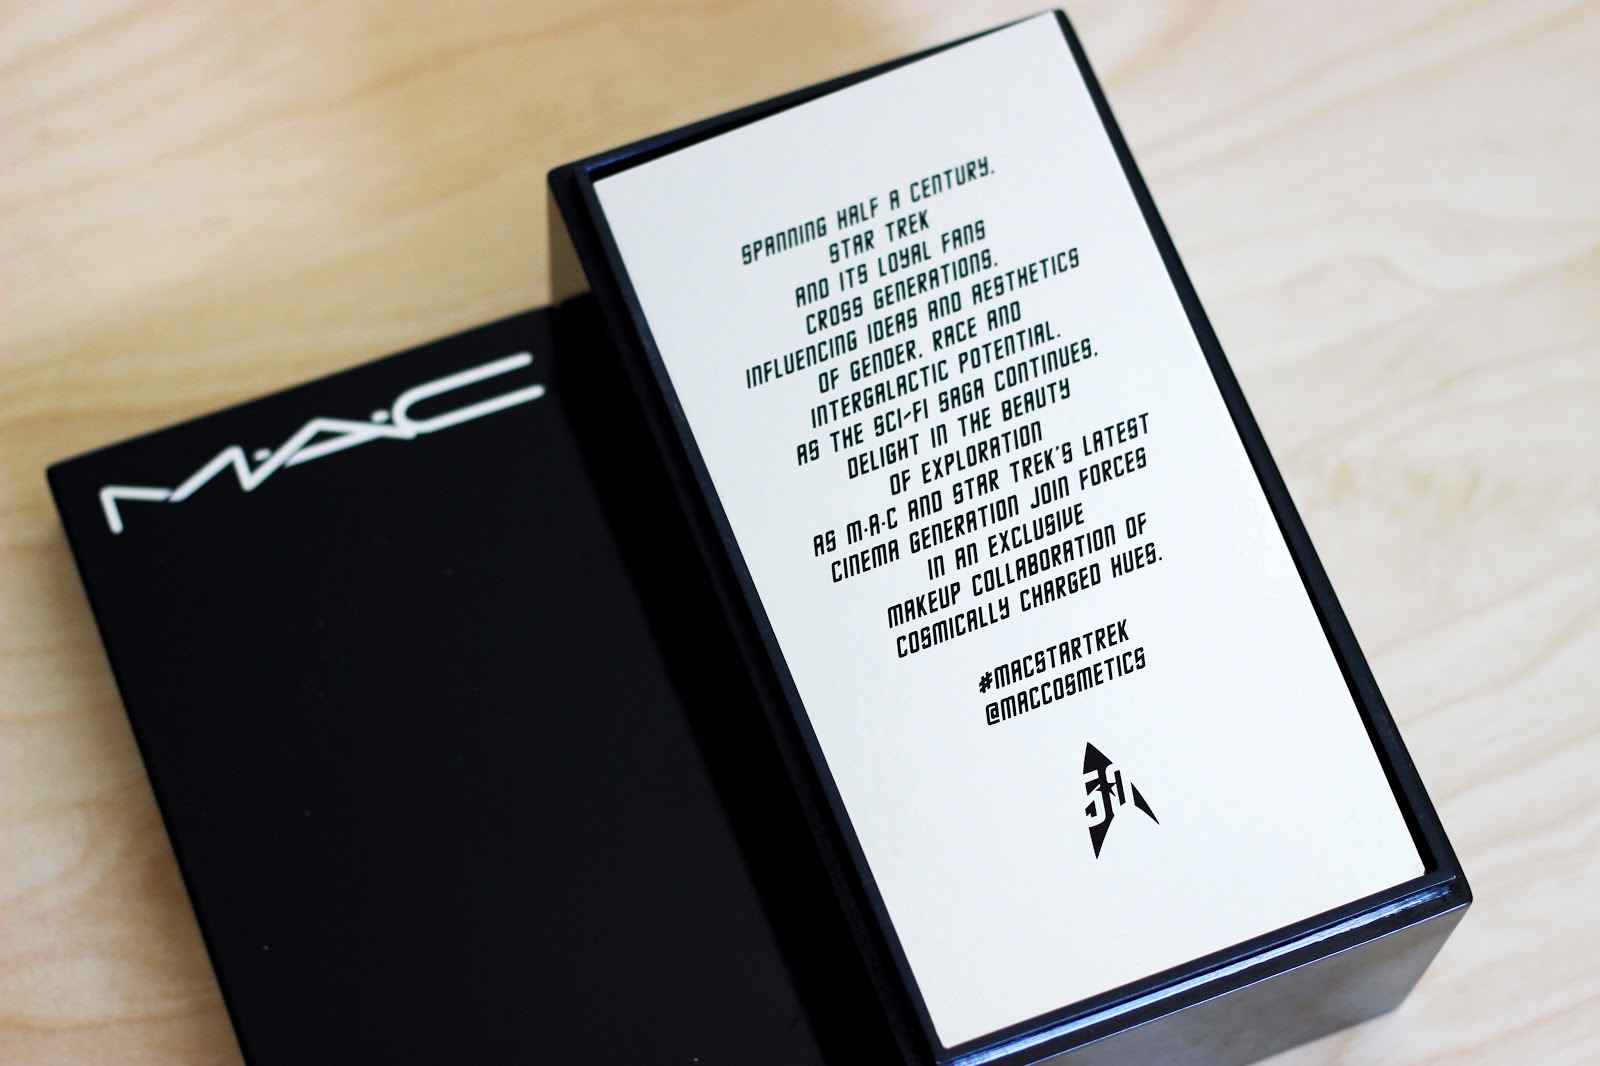 M·A·C
SPANNING HALF A CENTURY,
STAR TREK
AND ITS LOYAL FANS
CROSS GENERATIONS,
INFLUENCING IDEAS AND AESTHETICS
OF GENDER, RACE AND
INTERGALACTIC POTENTIAL.
AS THE SCI-FI SAGA CONTINUES,
DELIGHT IN THE BEAUTY
OF EXPLORATION
AS M·A·C AND STAR TREK'S LATEST
CINEMA GENERATION JOIN FORCES
IN AN EXCLUSIVE
MAKEUP COLLABORATION OF
COSMICALLY CHARGED HUES.
#MACSTARTREK
@MACCOSMETICS
50